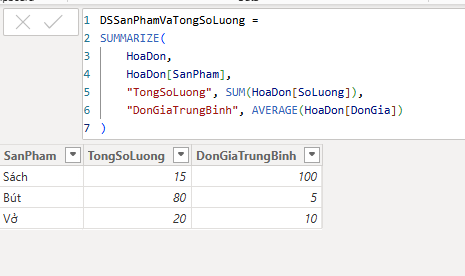 1 DSSanPhamVaTongSoLuong =
2 SUMMARIZE(
3 HoaDon,
4 HoaDon[SanPham],
5 "TongSoLuong", SUM(HoaDon[SoLuong]),
6 "DonGiaTrungBinh", AVERAGE(HoaDon[DonGia])
7 )
SanPham TongSoLuong DonGiaTrungBinh
Sách 15 100
Bút 80 5
Vở 20 10